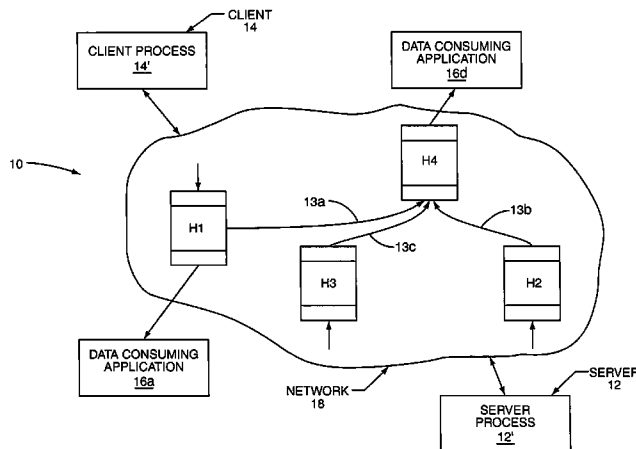 CLIENT
14
CLIENT PROCESS
14'
DATA CONSUMING
APPLICATION
16d
10
H4
13a
13b
H1
13c
H3
H2
DATA CONSUMING
APPLICATION
16a
NETWORK
18
SERVER
12
SERVER
PROCESS
12'